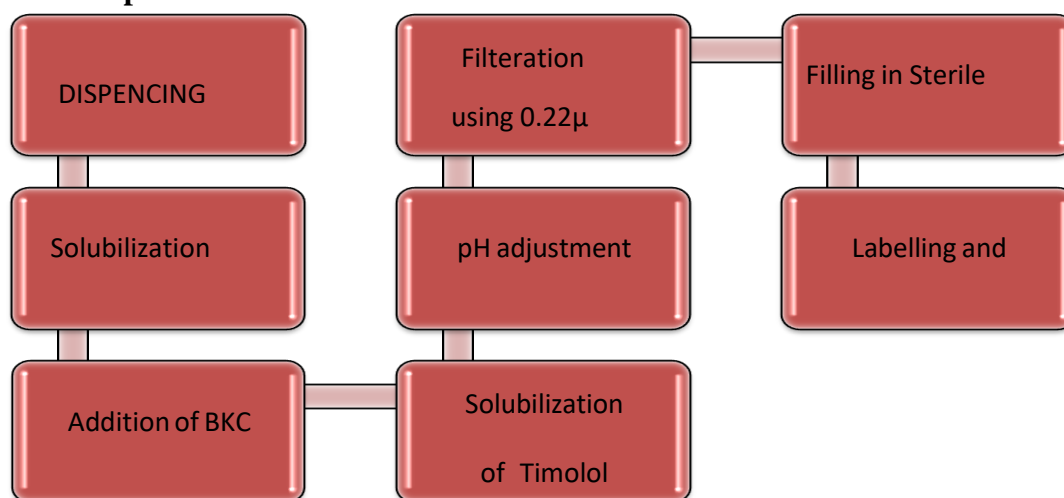 DISPENCING
Solubilization
Addition of BKC
Solubilization
of Timolol
pH adjustment
Filteration
using 0.22µ
Filling in Sterile
Labelling and